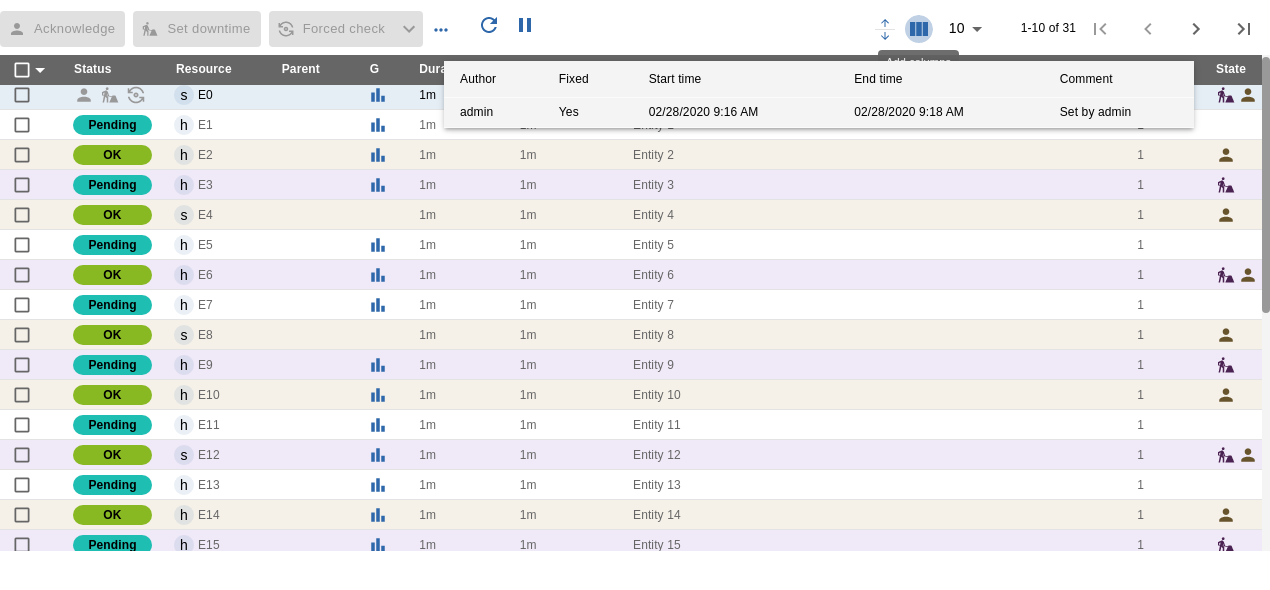 Acknowledge Set downtime Forced check 10 1-10 of 31
Status Resource Parent G State
Author Fixed Start time End time Comment
admin Yes 02/28/2020 9:16 AM 02/28/2020 9:18 AM Set by admin
s E0 1m
Pending h E1 1m
OK h E2 1m 1m Entity 2 1
Pending h E3 1m 1m Entity 3 1
OK s E4 1m 1m Entity 4 1
Pending h E5 1m 1m Entity 5 1
OK h E6 1m 1m Entity 6 1
Pending h E7 1m 1m Entity 7 1
OK s E8 1m 1m Entity 8 1
Pending h E9 1m 1m Entity 9 1
OK h E10 1m 1m Entity 10 1
Pending h E11 1m 1m Entity 11 1
OK s E12 1m 1m Entity 12 1
Pending h E13 1m 1m Entity 13 1
OK h E14 1m 1m Entity 14 1
Pending h E15 1m 1m Entity 15 1